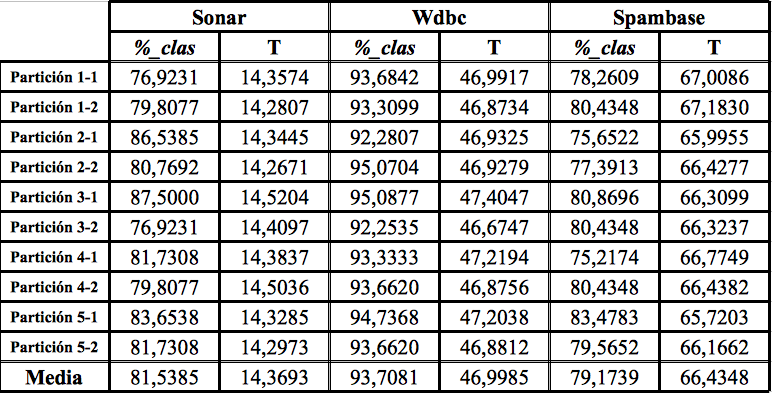 Sonar Wdbc Spambase
%_clas T %_clas T %_clas T
Partición 1-1 76,9231 14,3574 93,6842 46,9917 78,2609 67,0086
Partición 1-2 79,8077 14,2807 93,3099 46,8734 80,4348 67,1830
Partición 2-1 86,5385 14,3445 92,2807 46,9325 75,6522 65,9955
Partición 2-2 80,7692 14,2671 95,0704 46,9279 77,3913 66,4277
Partición 3-1 87,5000 14,5204 95,0877 47,4047 80,8696 66,3099
Partición 3-2 76,9231 14,4097 92,2535 46,6747 80,4348 66,3237
Partición 4-1 81,7308 14,3837 93,3333 47,2194 75,2174 66,7749
Partición 4-2 79,8077 14,5036 93,6620 46,8756 80,4348 66,4382
Partición 5-1 83,6538 14,3285 94,7368 47,2038 83,4783 65,7203
Partición 5-2 81,7308 14,2973 93,6620 46,8812 79,5652 66,1662
Media 81,5385 14,3693 93,7081 46,9985 79,1739 66,4348